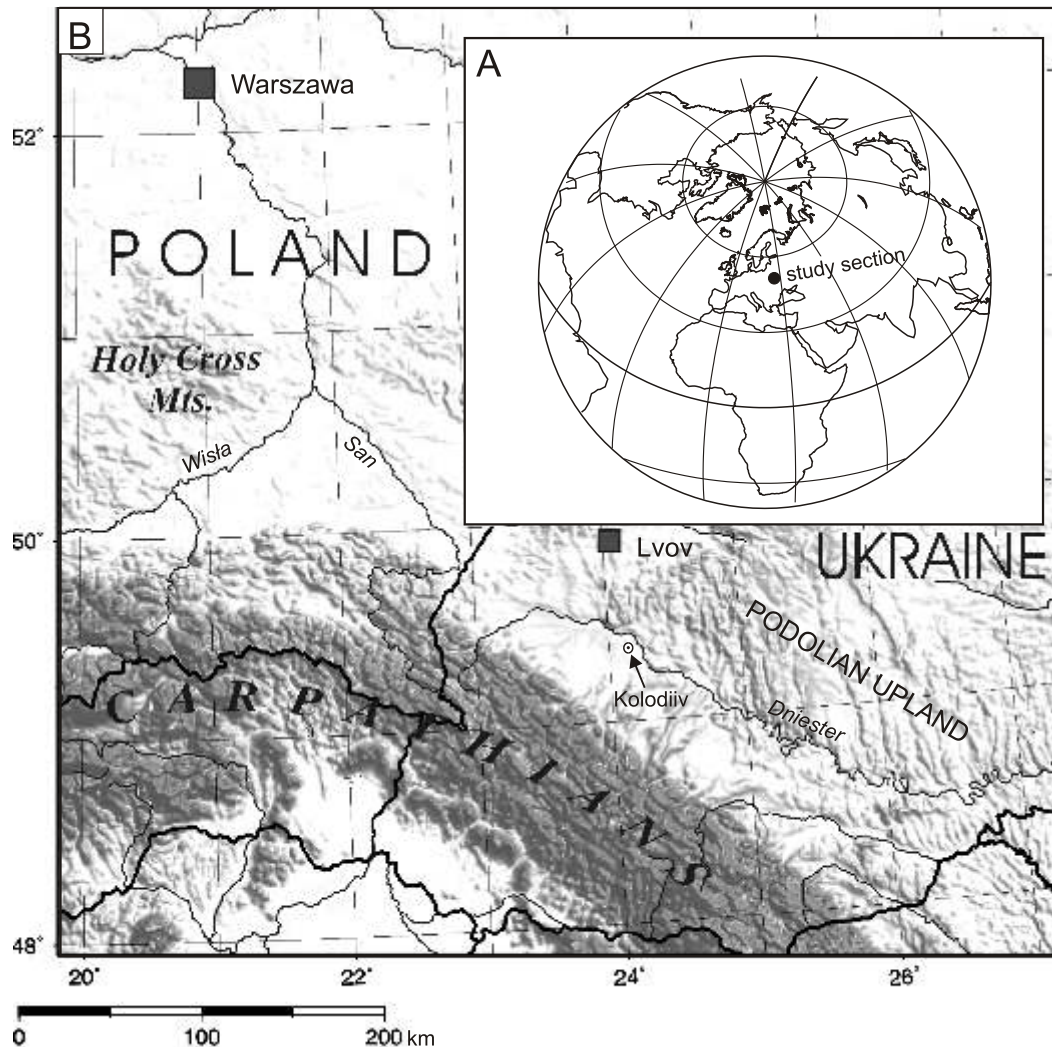 B
A
Warszawa
52°
POLAND
study section
Holy Cross
Mts.
Wisła
San
50°
Lvov
UKRAINE
PODOLIAN UPLAND
Kolodiiv
Dniester
CARPATHIANS
48°
20° 22° 24° 26°
0 100 200 km